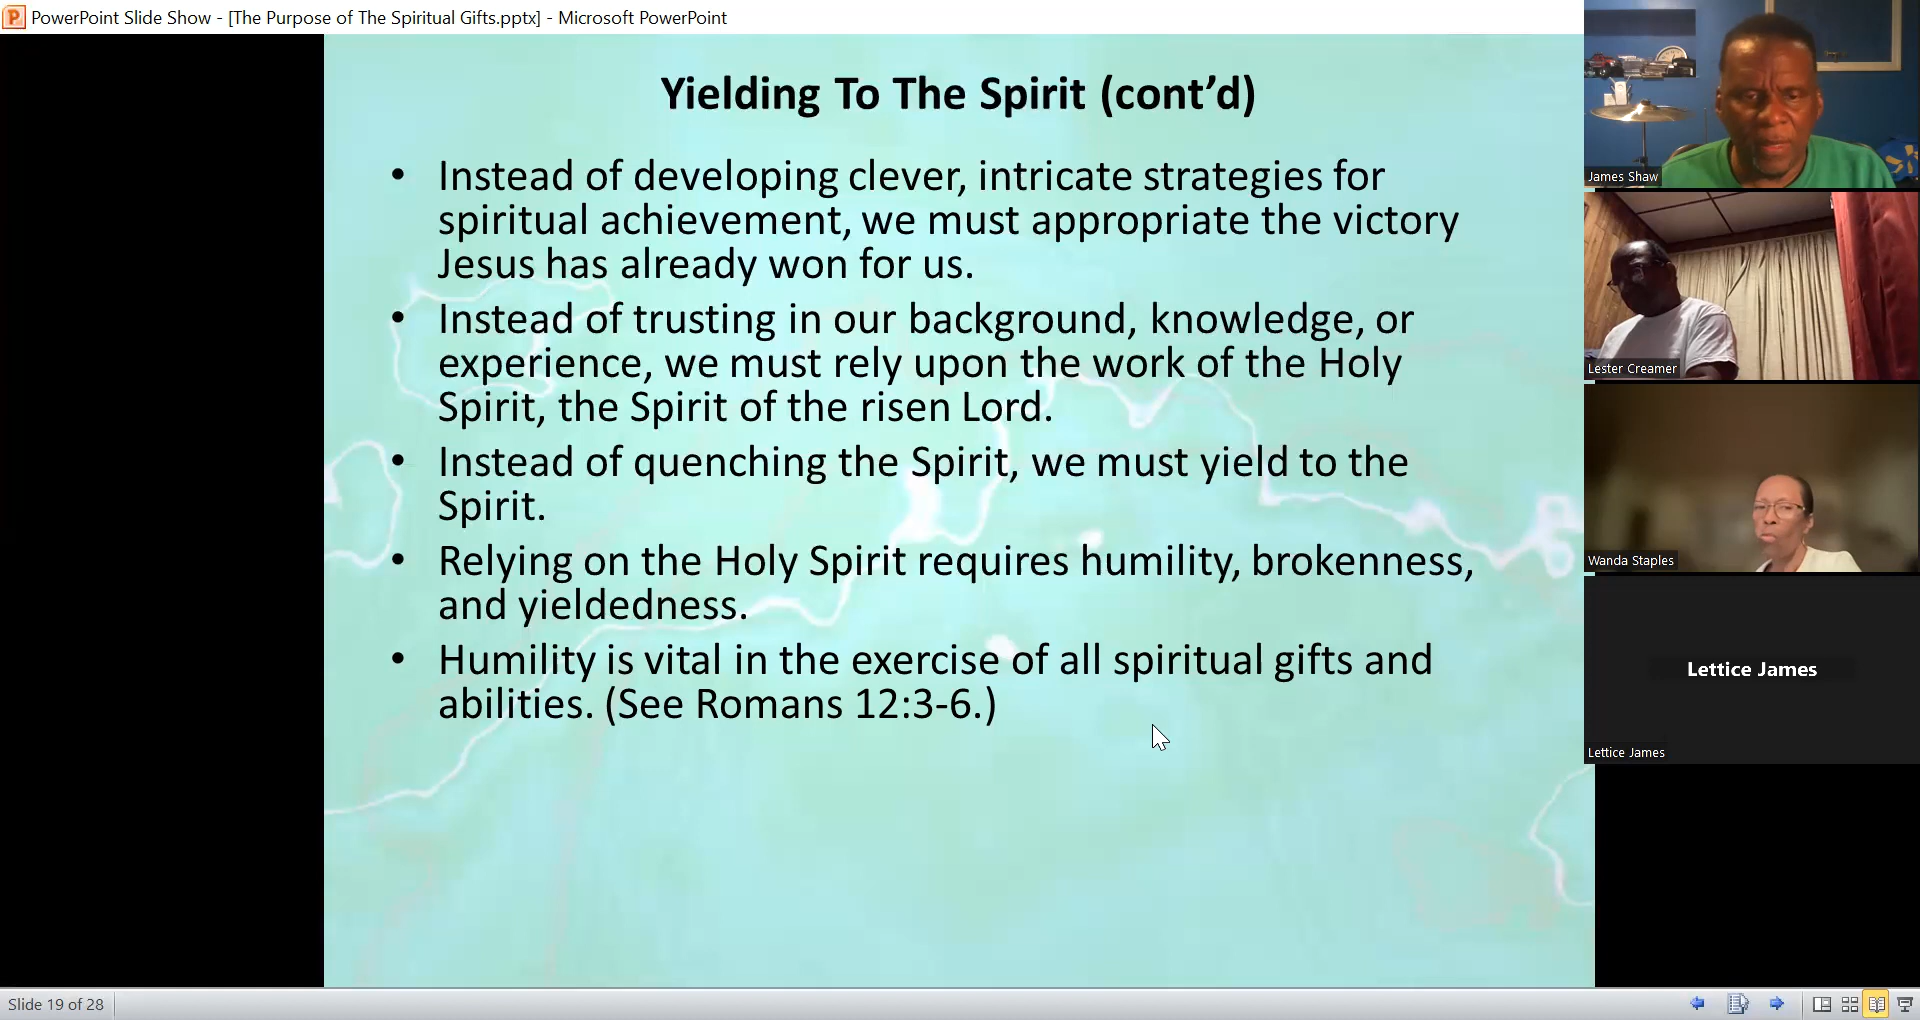 PowerPoint Slide Show - [The Purpose of The Spiritual Gifts.pptx] - Microsoft PowerPoint
Yielding To The Spirit (cont’d)
• Instead of developing clever, intricate strategies for
spiritual achievement, we must appropriate the victory
Jesus has already won for us.
• Instead of trusting in our background, knowledge, or
experience, we must rely upon the work of the Holy
Spirit, the Spirit of the risen Lord.
• Instead of quenching the Spirit, we must yield to the
Spirit.
• Relying on the Holy Spirit requires humility, brokenness,
and yieldedness.
• Humility is vital in the exercise of all spiritual gifts and
abilities. (See Romans 12:3-6.)
James Shaw
Lester Creamer
Wanda Staples
Lettice James
Lettice James
Slide 19 of 28